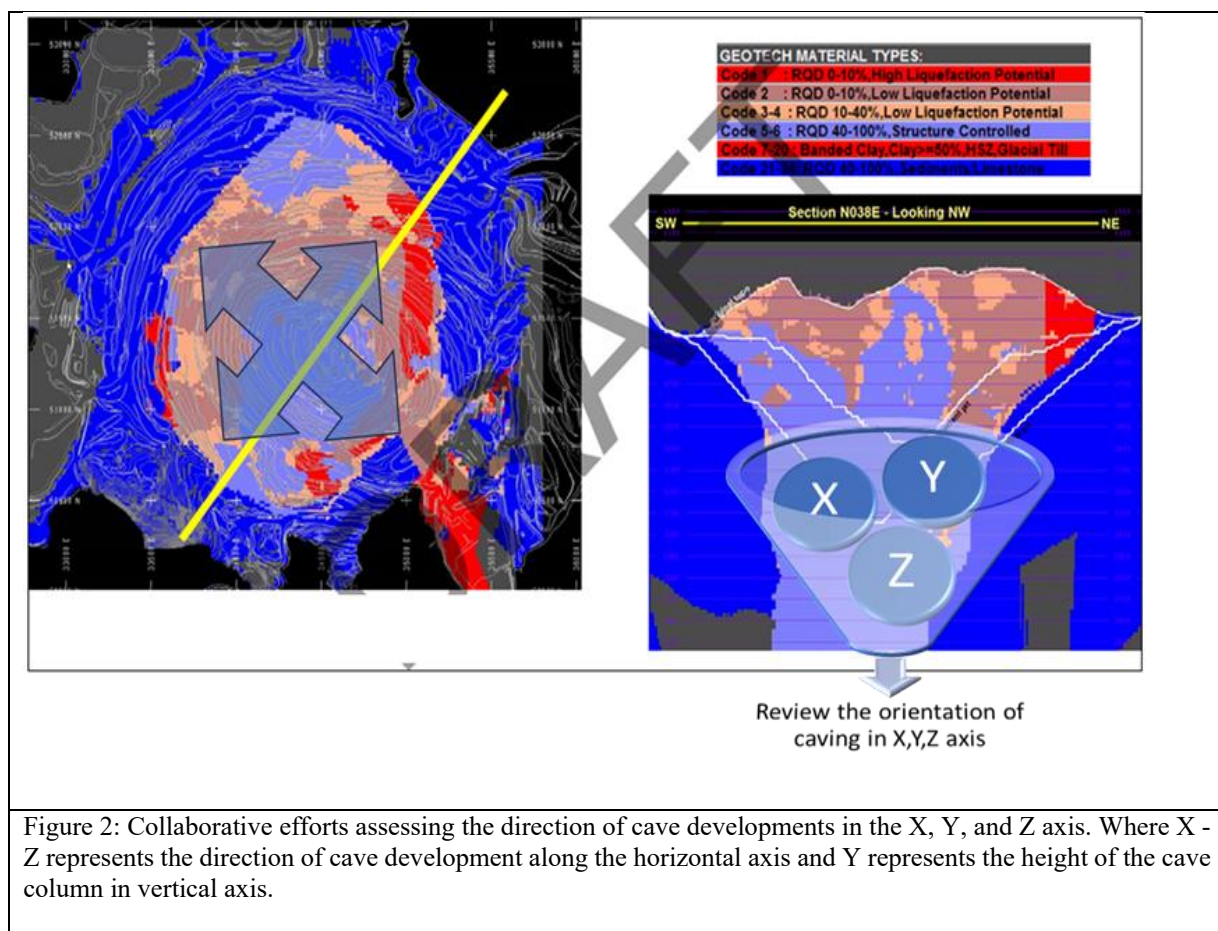 GEOTECH MATERIAL TYPES:
Code 1 : RQD 0-10%,High Liquefaction Potential
Code 2 : RQD 0-10%,Low Liquefaction Potential
Code 3-4 : RQD 10-40%,Low Liquefaction Potential
Code 5-6 : RQD 40-100%,Structure Controlled
Code 7-20 : Banded Clay,Clay>=50%,HSZ,Glacial Till
Sediments,Limestone
Section N038E - Looking NW
SW
NE
DRAFT
X
Y
Z
Review the orientation of
caving in X,Y,Z axis
Figure 2: Collaborative efforts assessing the direction of cave developments in the X, Y, and Z axis. Where X -
Z represents the direction of cave development along the horizontal axis and Y represents the height of the cave
column in vertical axis.